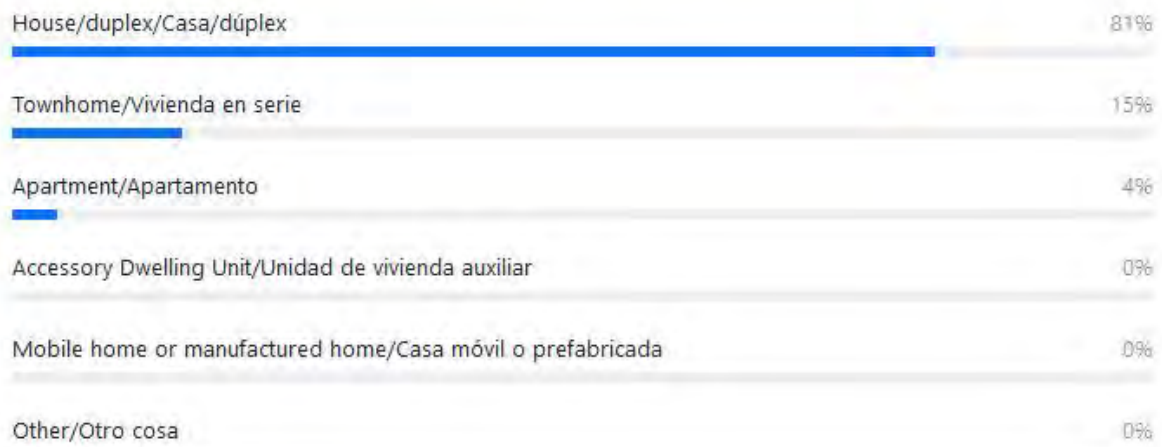 House/duplex/Casa/dúplex 81%
Townhome/Vivienda en serie 15%
Apartment/Apartamento 4%
Accessory Dwelling Unit/Unidad de vivienda auxiliar 0%
Mobile home or manufactured home/Casa móvil o prefabricada 0%
Other/Otro cosa 0%